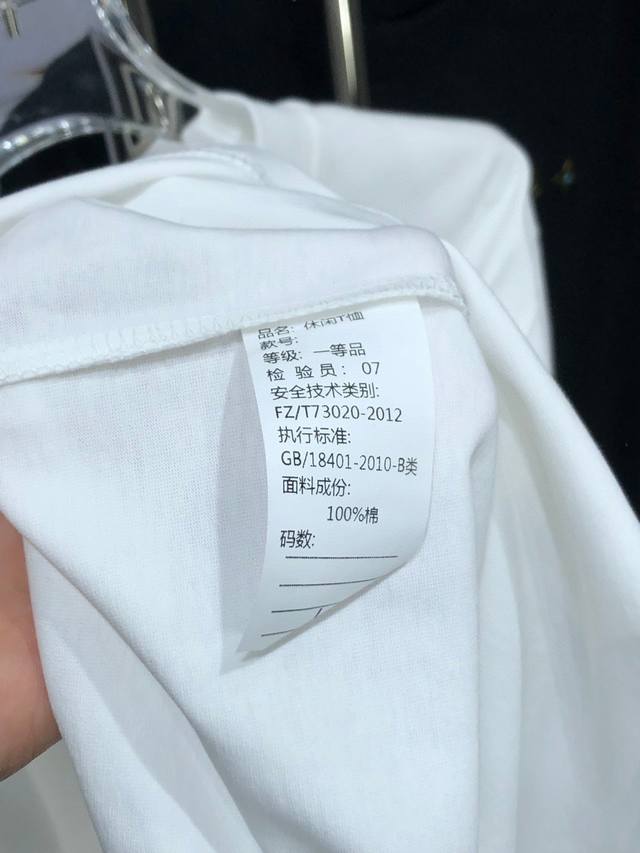 品名: 休闲T恤
款号:
等级: 一等品
检 验 员: 07
安全技术类别:
FZ/T73020-2012
执行标准:
GB/18401-2010-B类
面料成份:
100%棉
码数: